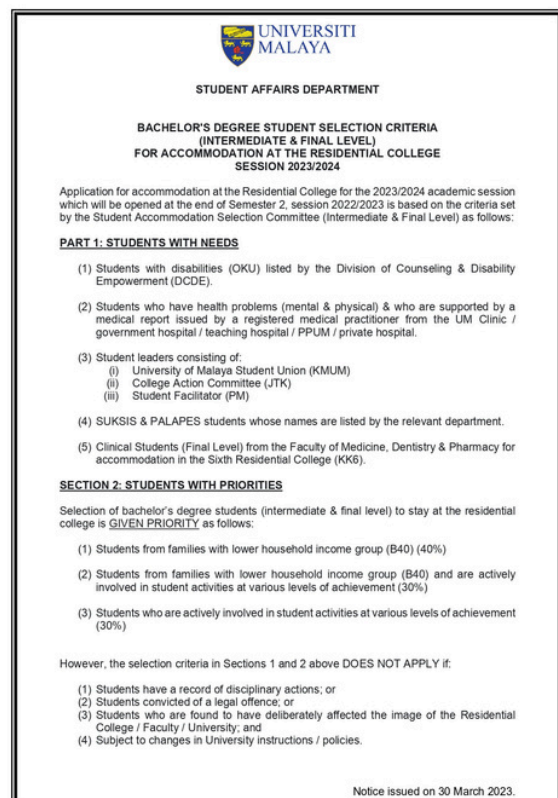 UNIVERSITI
MALAYA
STUDENT AFFAIRS DEPARTMENT
BACHELOR'S DEGREE STUDENT SELECTION CRITERIA
(INTERMEDIATE & FINAL LEVEL)
FOR ACCOMMODATION AT THE RESIDENTIAL COLLEGE
SESSION 2023/2024
Application for accommodation at the Residential College for the 2023/2024 academic session
which will be opened at the end of Semester 2, session 2022/2023 is based on the criteria set
by the Student Accommodation Selection Committee (Intermediate & Final Level) as follows:
PART 1: STUDENTS WITH NEEDS
(1) Students with disabilities (OKU) listed by the Division of Counseling & Disability
Empowerment (DCDE).
(2) Students who have health problems (mental & physical) & who are supported by a
medical report issued by a registered medical practitioner from the UM Clinic /
government hospital / teaching hospital / PPUM / private hospital.
(3) Student leaders consisting of:
(i) University of Malaya Student Union (KMUM)
(ii) College Action Committee (JTK)
(iii) Student Facilitator (PM)
(4) SUKSIS & PALAPES students whose names are listed by the relevant department.
(5) Clinical Students (Final Level) from the Faculty of Medicine, Dentistry & Pharmacy for
accommodation in the Sixth Residential College (KK6).
SECTION 2: STUDENTS WITH PRIORITIES
Selection of bachelor's degree students (intermediate & final level) to stay at the residential
college is GIVEN PRIORITY as follows:
(1) Students from families with lower household income group (B40) (40%)
(2) Students from families with lower household income group (B40) and are actively
involved in student activities at various levels of achievement (30%)
(3) Students who are actively involved in student activities at various levels of achievement
(30%)
However, the selection criteria in Sections 1 and 2 above DOES NOT APPLY if:
(1) Students have a record of disciplinary actions; or
(2) Students convicted of a legal offence; or
(3) Students who are found to have deliberately affected the image of the Residential
College / Faculty / University; and
(4) Subject to changes in University instructions / policies.
Notice issued on 30 March 2023.